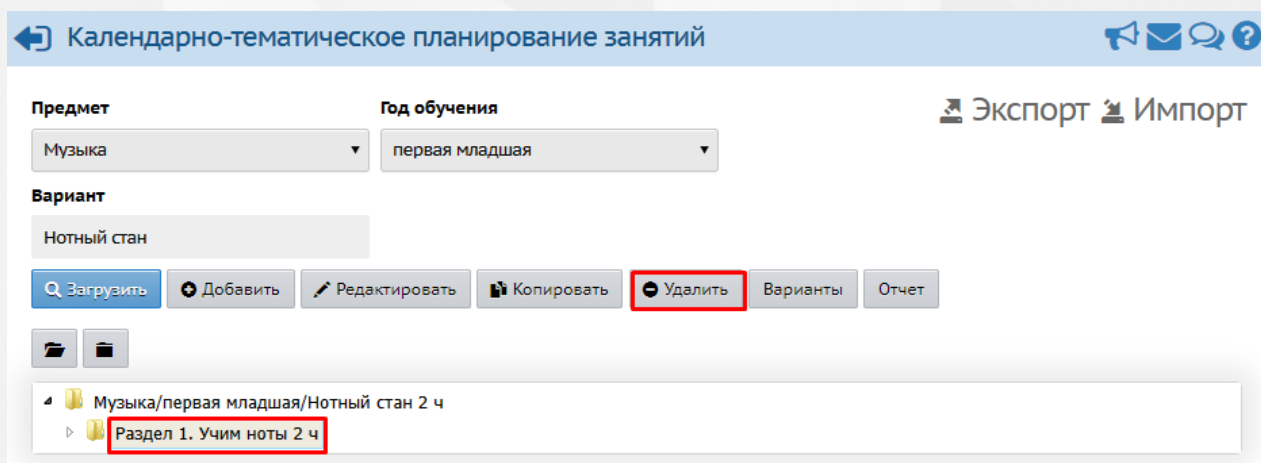 Календарно-тематическое планирование занятий
Предмет Год обучения Экспорт Импорт
Музыка первая младшая
Вариант
Нотный стан
Загрузить Добавить Редактировать Копировать Удалить Варианты Отчет
Музыка/первая младшая/Нотный стан 2 ч
Раздел 1. Учим ноты 2 ч